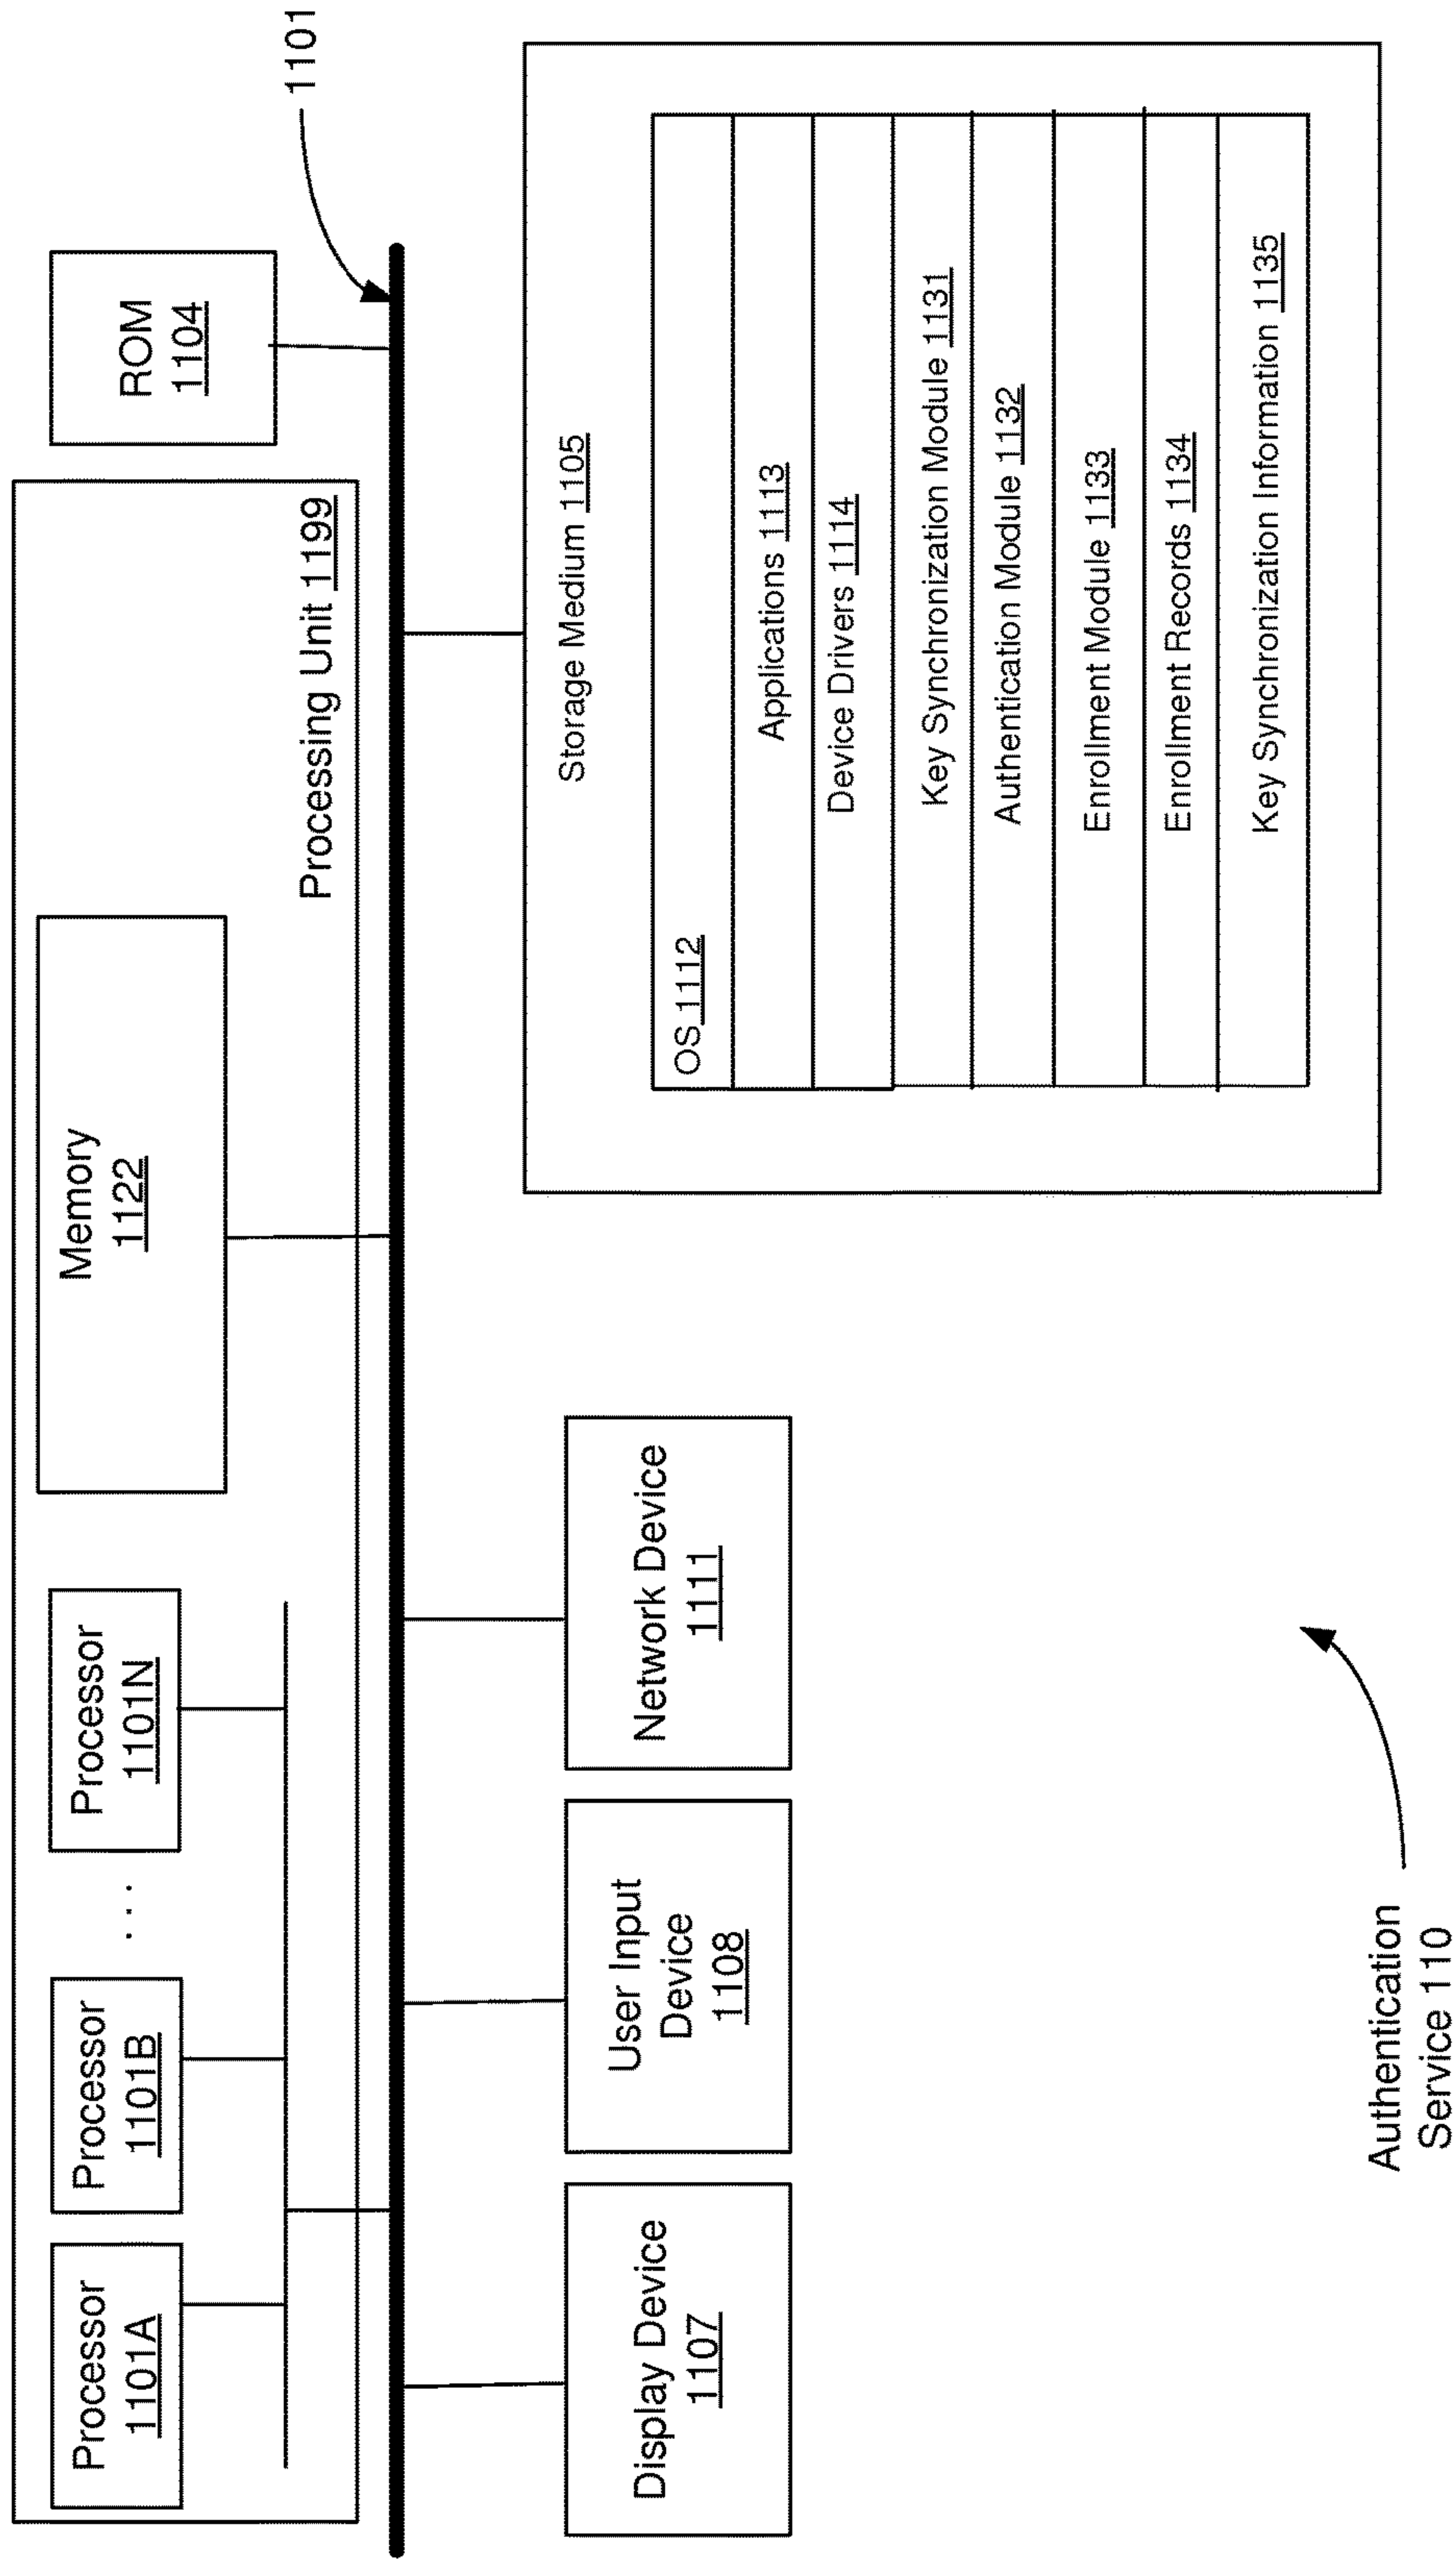 Processor
1101A
Processor
1101B
. . .
Processor
1101N
Memory
1122
Processing Unit 1199
ROM
1104
1101
Display Device
1107
User Input
Device
1108
Network Device
1111
Storage Medium 1105
OS 1112
Applications 1113
Device Drivers 1114
Key Synchronization Module 1131
Authentication Module 1132
Enrollment Module 1133
Enrollment Records 1134
Key Synchronization Information 1135
Authentication
Service 110